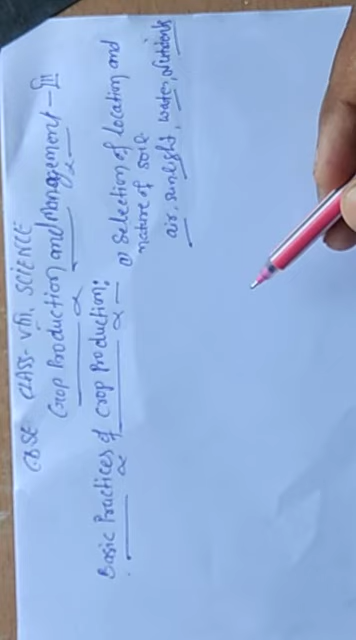 CBSE CLASS- VIII, SCIENCE
Crop Production and Management - II
Basic Practices of Crop Production:
a) Selection of location and
nature of soil.
air, sunlight, water, nutrients